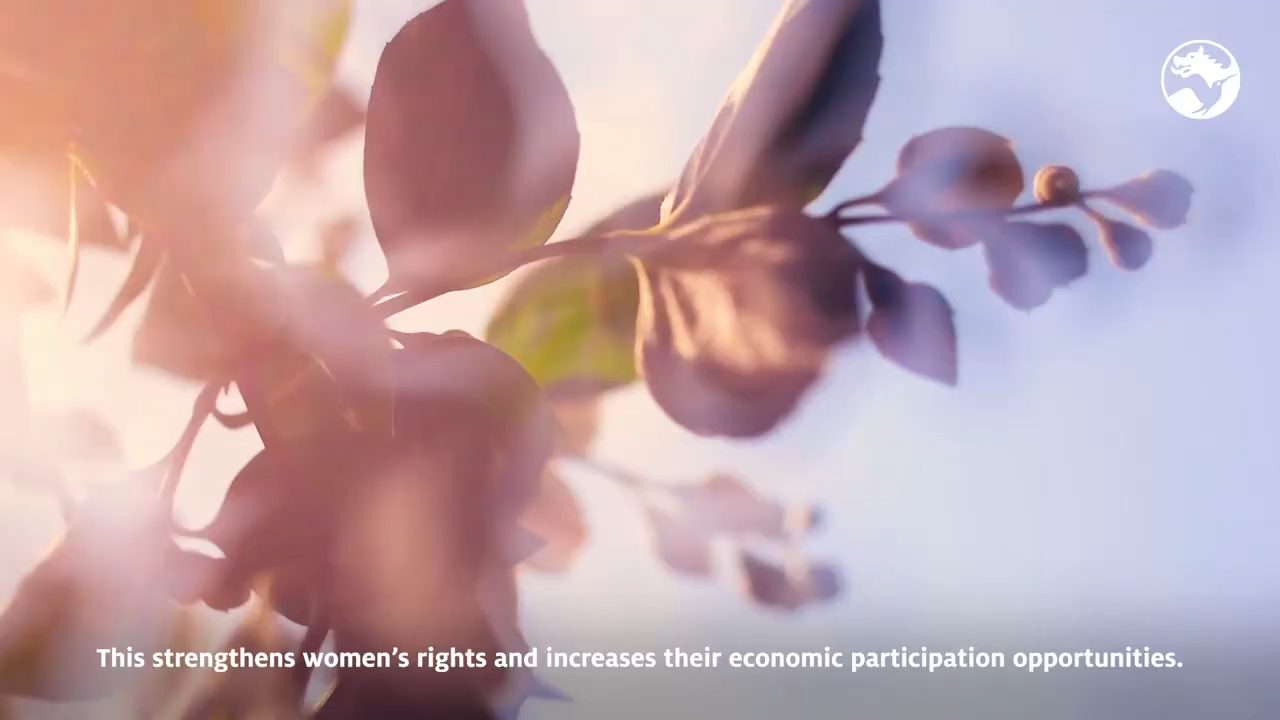 This strengthens women’s rights and increases their economic participation opportunities.